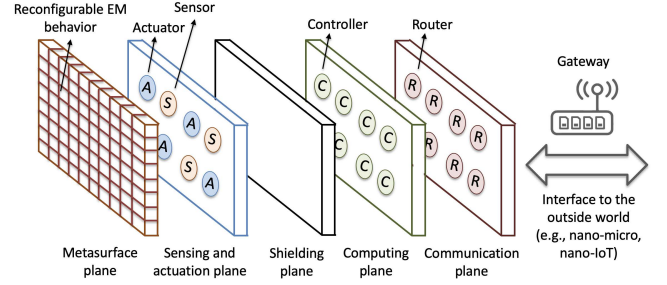 Reconfigurable EM
behavior
Actuator
Sensor
Controller
Router
Gateway
A
S
A
S
A
S
A
C
C
C
C
C
C
C
R
R
R
R
R
R
R
Interface to the
outside world
(e.g., nano-micro,
nano-IoT)
Metasurface
plane
Sensing and
actuation plane
Shielding
plane
Computing
plane
Communication
plane